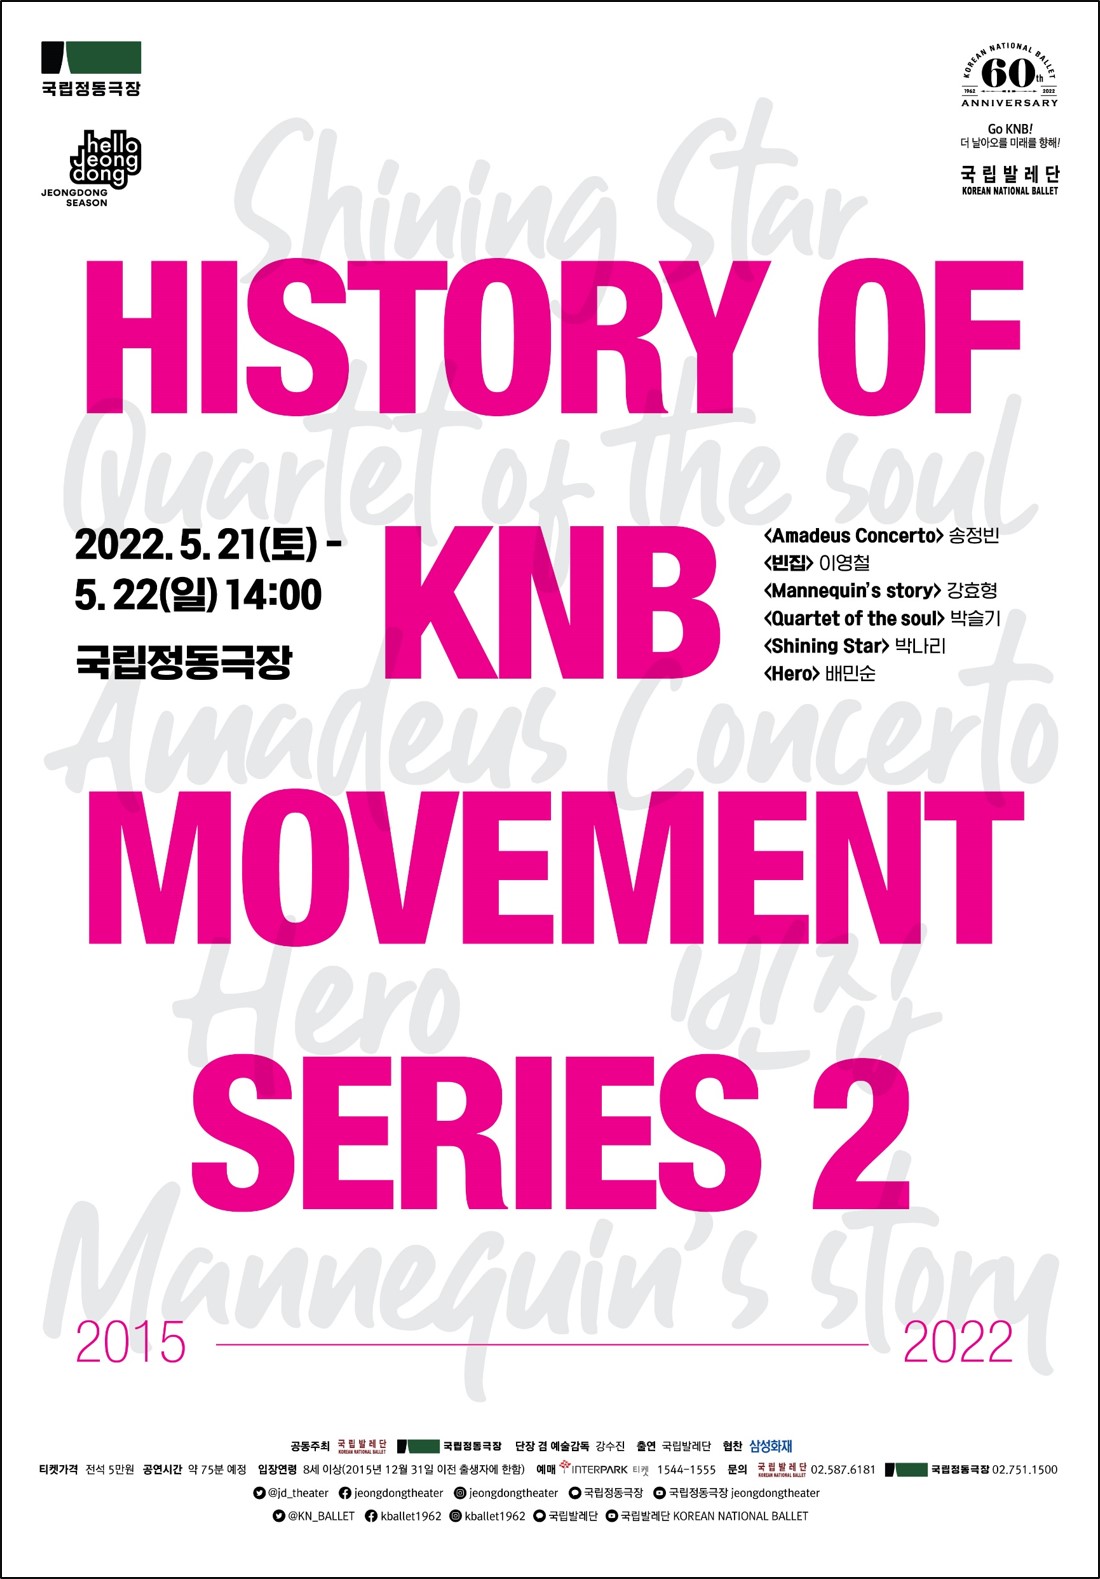 국립정동극장
hello
Jeong
dong
JEONGDONG
SEASON
KOREAN NATIONAL BALLET
60th
1962 2022
ANNIVERSARY
Go KNB!
더 날아오를 미래를 향해!
국립발레단
KOREAN NATIONAL BALLET
Shining Star
HISTORY OF
Quartet of the soul
2022. 5. 21(토) -
5. 22(일) 14:00
국립정동극장
KNB
<Amadeus Concerto> 송정빈
<빈집> 이영철
<Mannequin's story> 강효형
<Quartet of the soul> 박슬기
<Shining Star> 박나리
<Hero> 배민순
Amadeus Concerto
MOVEMENT
Hero 빈집
SERIES 2
Mannequin's story
2015 2022
공동주최 국립발레단 KOREAN NATIONAL BALLET 국립정동극장 단장 겸 예술감독 강수진 출연 국립발레단 협찬 삼성화재
티켓가격 전석 5만원 공연시간 약 75분 예정 입장연령 8세 이상(2015년 12월 31일 이전 출생자에 한함) 예매 INTERPARK 티켓 1544-1555 문의 국립발레단 KOREAN NATIONAL BALLET 02.587.6181 국립정동극장 02.751.1500
@jd_theater jeongdongtheater jeongdongtheater 국립정동극장 국립정동극장 jeongdongtheater
@KN_BALLET kballet1962 kballet1962 국립발레단 국립발레단 KOREAN NATIONAL BALLET